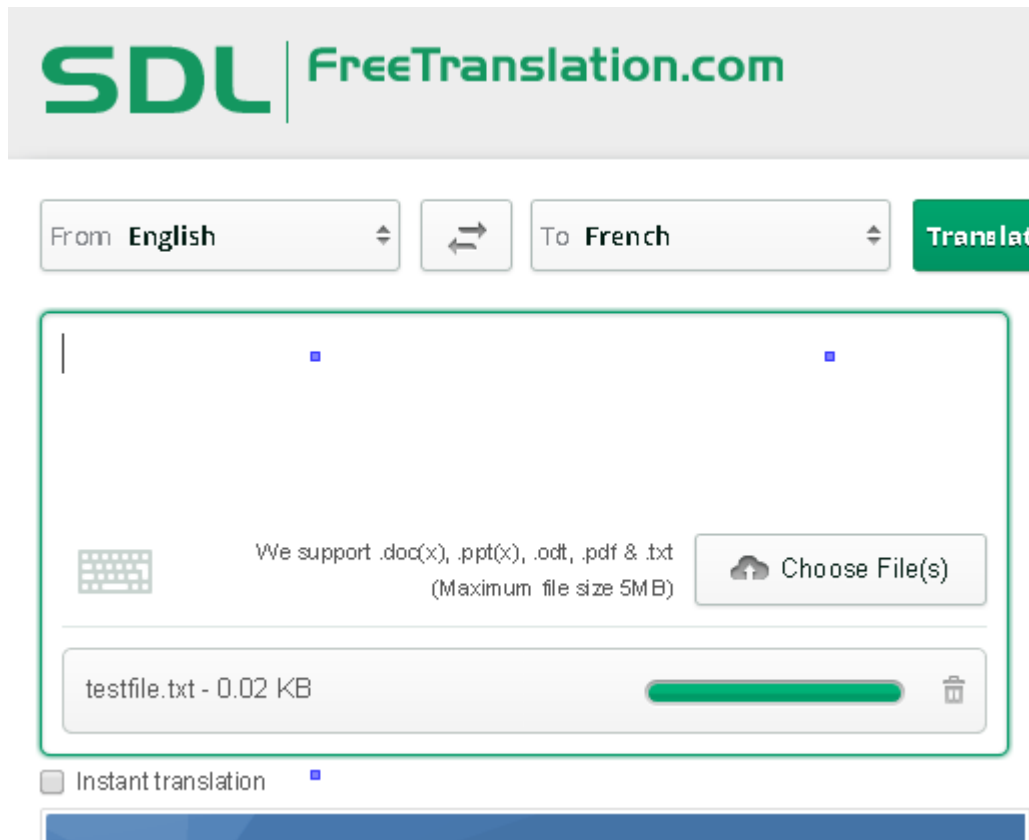 SDL FreeTranslation.com
From English To French Translat
We support .doc(x), .ppt(x), .odt, .pdf & .txt
(Maximum file size 5MB)
Choose File(s)
testfile.txt - 0.02 KB
Instant translation